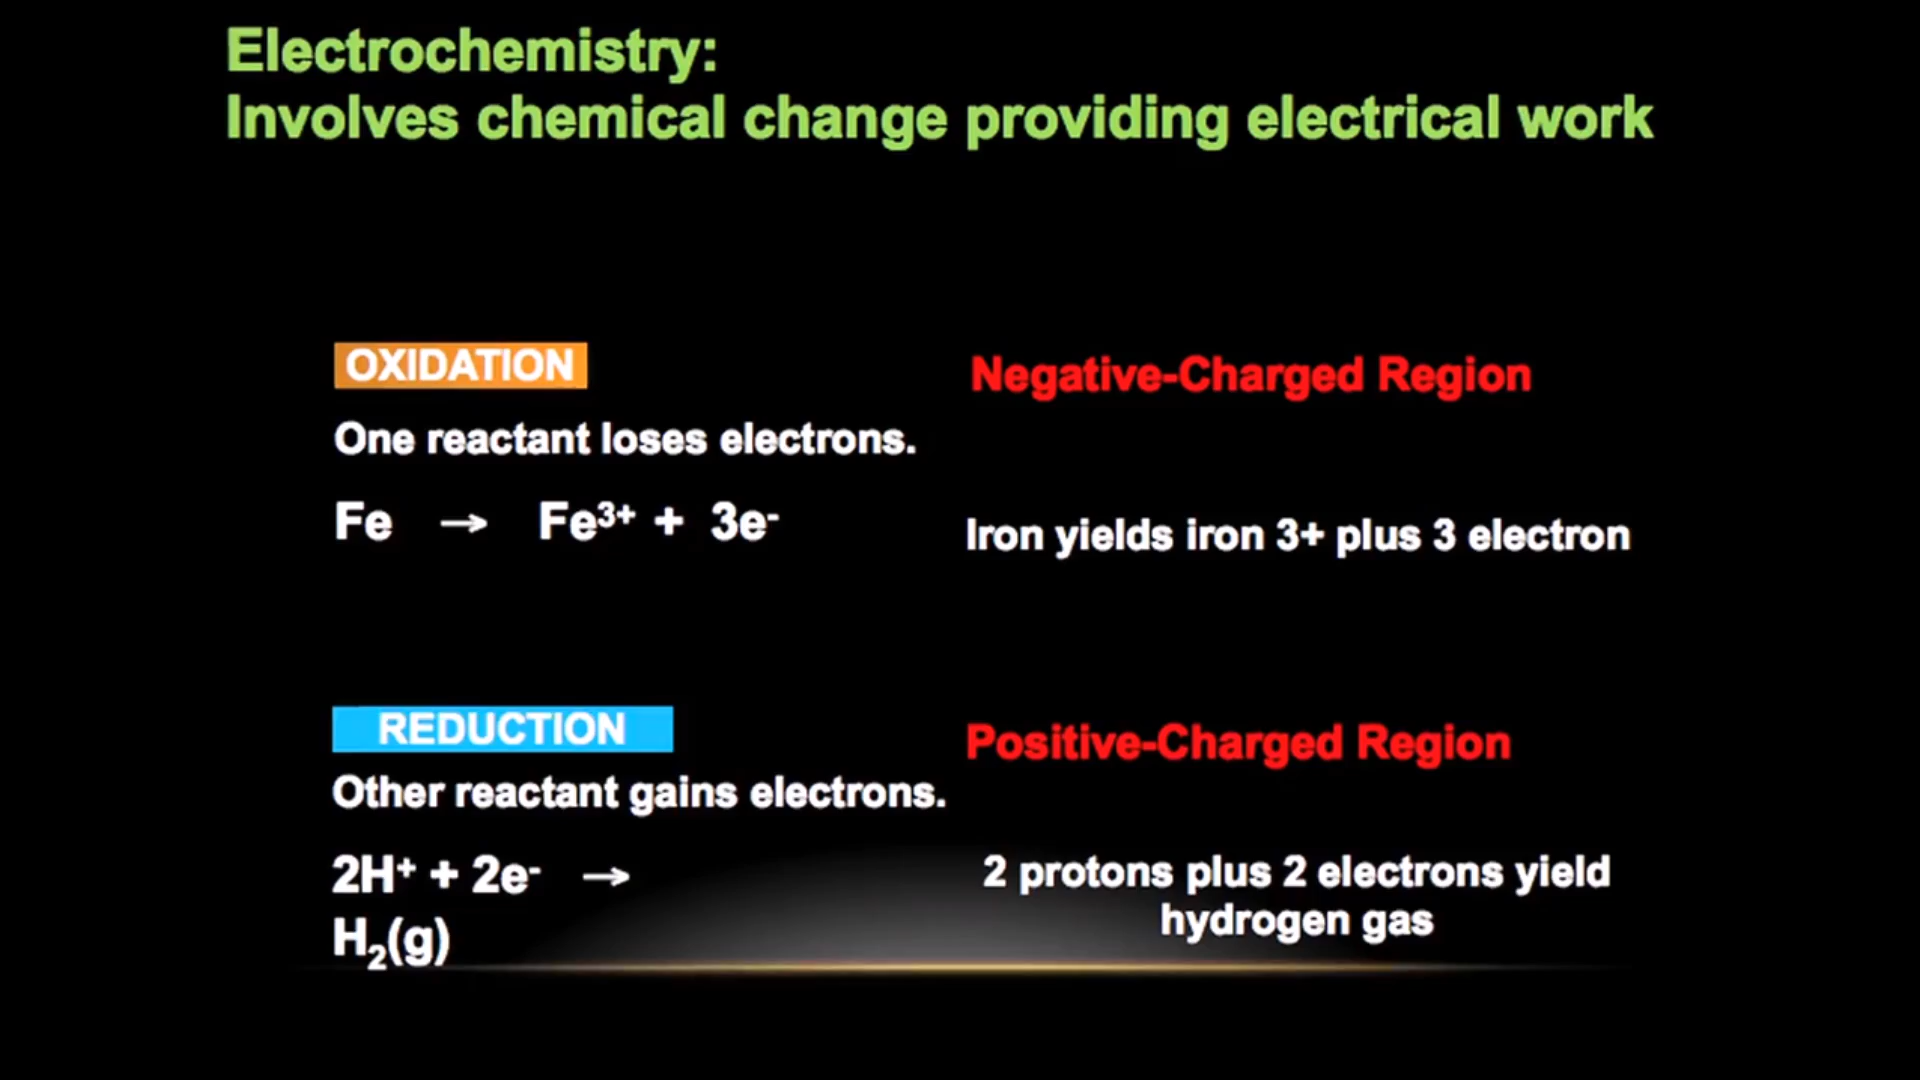 Electrochemistry:
Involves chemical change providing electrical work
OXIDATION
Negative-Charged Region
One reactant loses electrons.
Fe → Fe³⁺ + 3e⁻
Iron yields iron 3+ plus 3 electron
REDUCTION
Positive-Charged Region
Other reactant gains electrons.
2H⁺ + 2e⁻ →
H₂(g)
2 protons plus 2 electrons yield
hydrogen gas